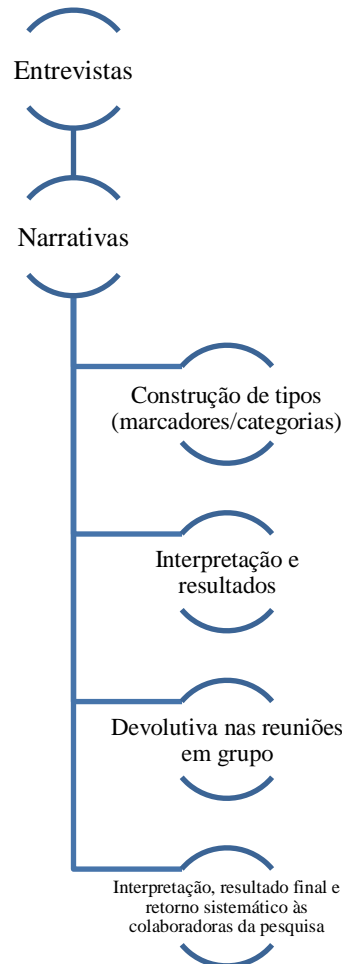 Entrevistas
Narrativas
Construção de tipos
(marcadores/categorias)
Interpretação e
resultados
Devolutiva nas reuniões
em grupo
Interpretação, resultado final e
retorno sistemático às
colaboradoras da pesquisa